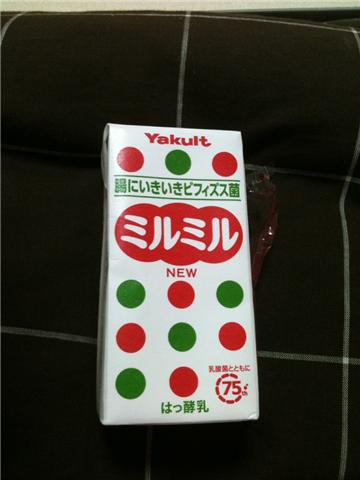 Yakult
腸にいきいきビフィズス菌
ミルミル
NEW
乳酸菌とともに
75th
はっ酵乳